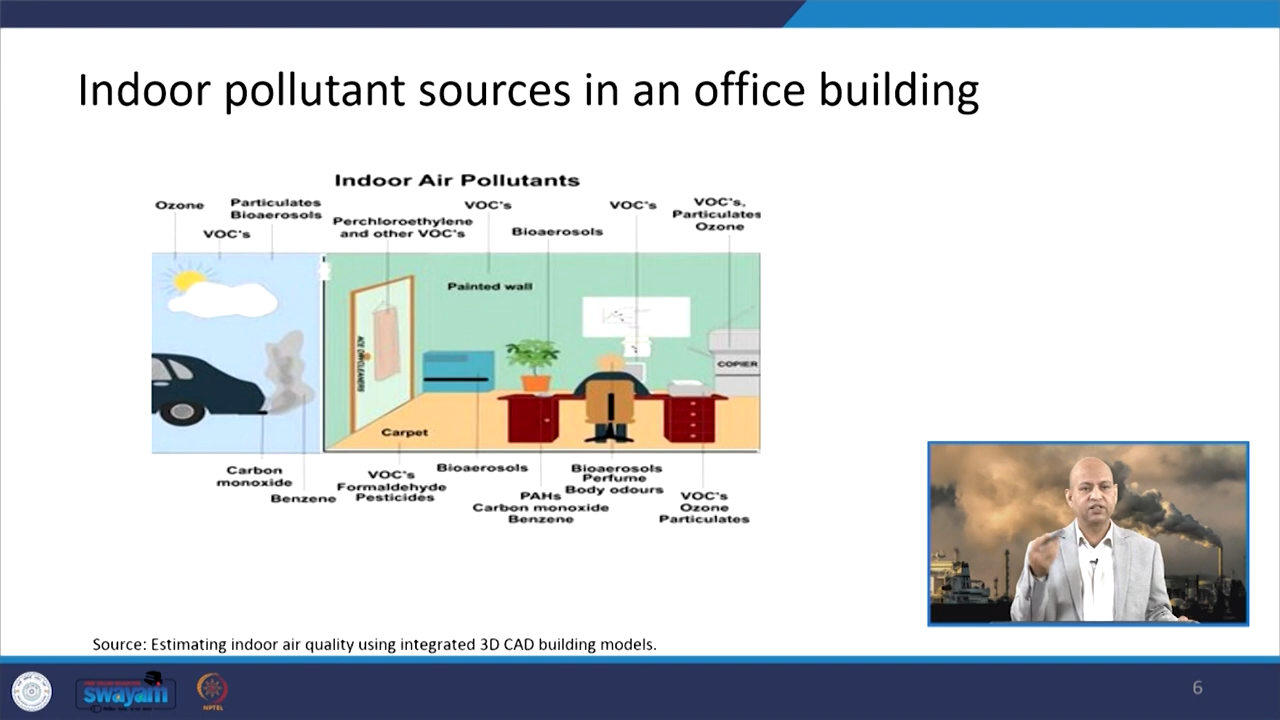 Indoor pollutant sources in an office building
Indoor Air Pollutants
Ozone
Particulates
Bioaerosols
VOC's
Perchloroethylene
and other VOC's
VOC's
Bioaerosols
VOC's
VOC's,
Particulates
Ozone
Painted wall
ACE DRYCLEANERS
COPIER
Carpet
Carbon
monoxide
Benzene
VOC's
Formaldehyde
Pesticides
Bioaerosols
PAHs
Carbon monoxide
Benzene
Bioaerosols
Perfume
Body odours
VOC's
Ozone
Particulates
Source: Estimating indoor air quality using integrated 3D CAD building models.
swayam
NPTEL
6